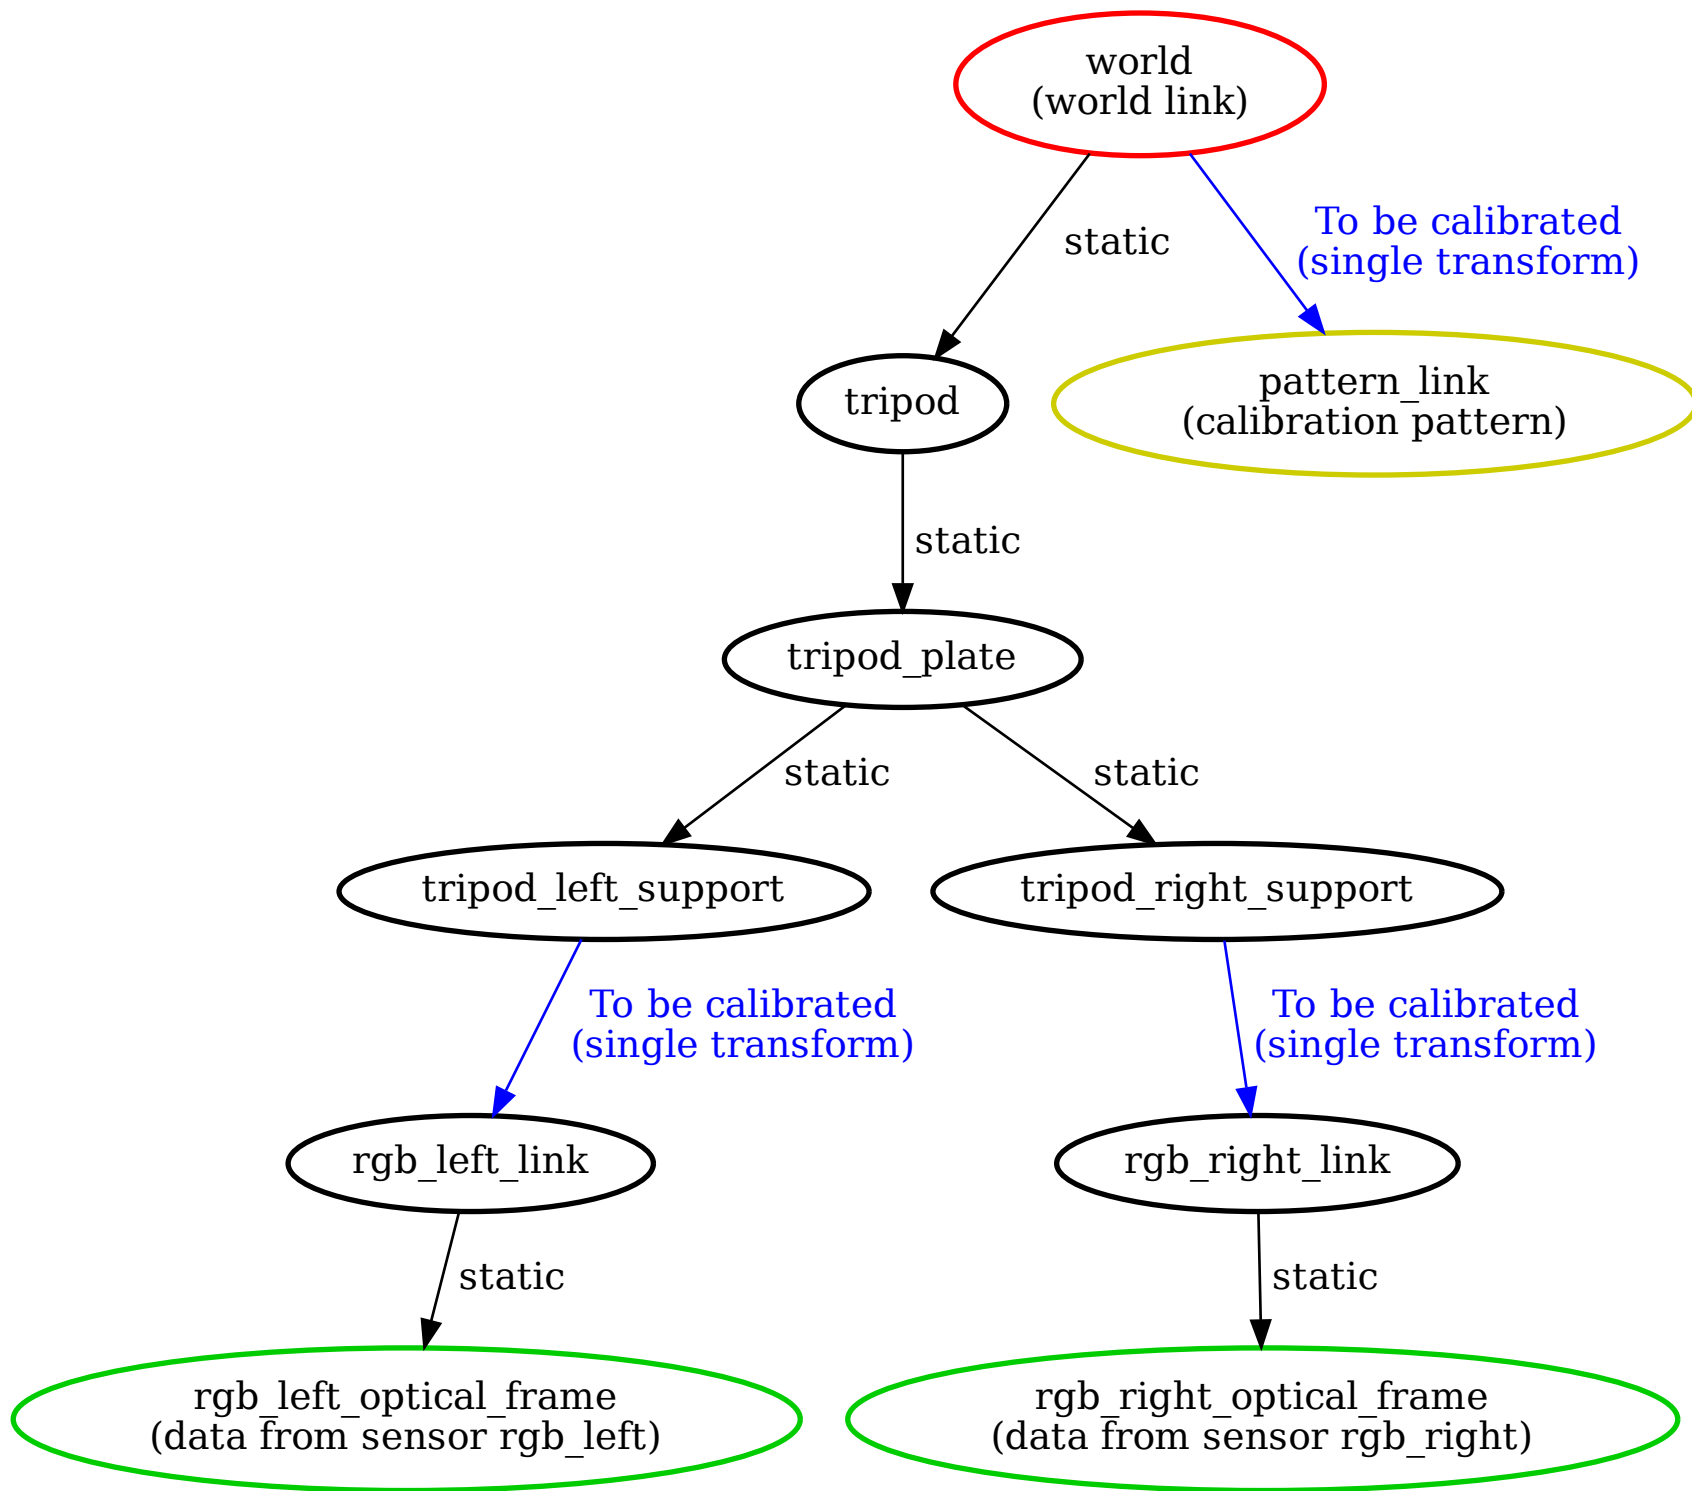 world
(world link)
static
To be calibrated
(single transform)
tripod
pattern_link
(calibration pattern)
static
tripod_plate
static
static
tripod_left_support
tripod_right_support
To be calibrated
(single transform)
To be calibrated
(single transform)
rgb_left_link
rgb_right_link
static
static
rgb_left_optical_frame
(data from sensor rgb_left)
rgb_right_optical_frame
(data from sensor rgb_right)